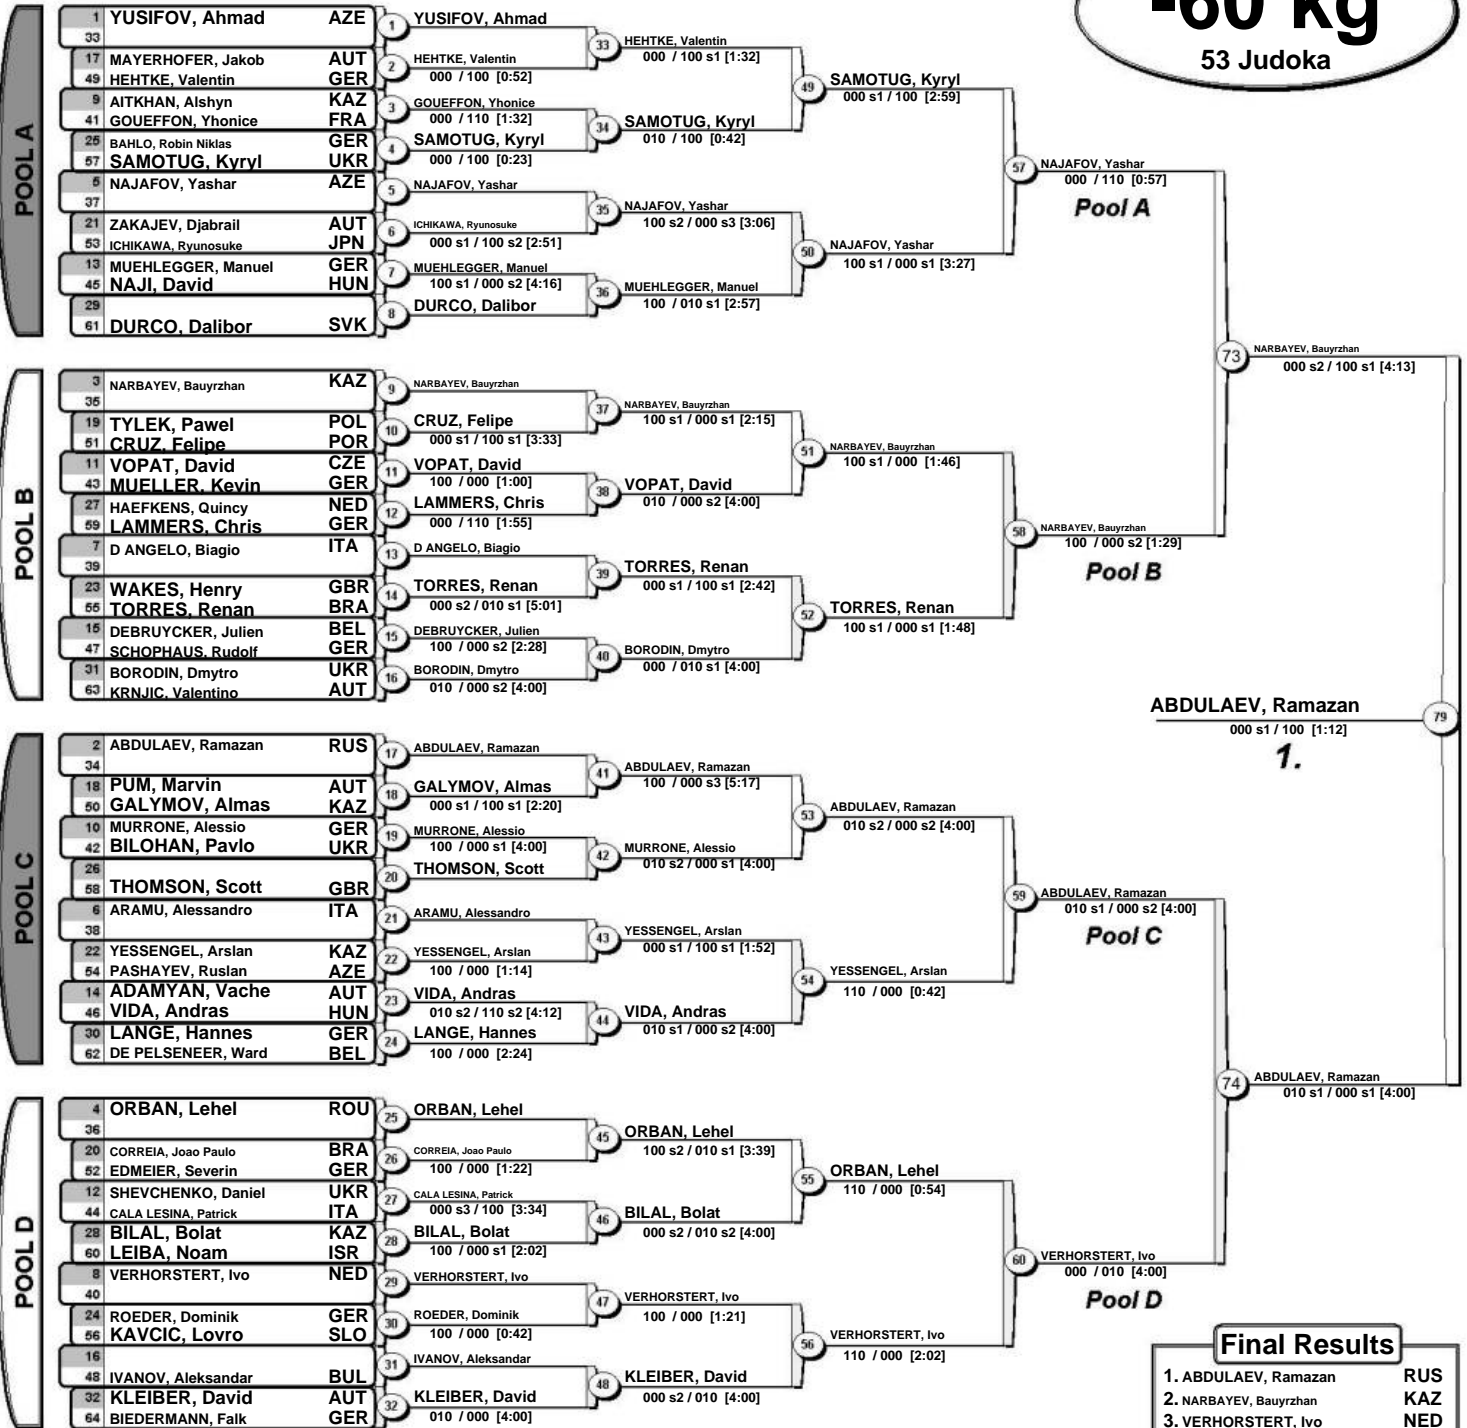 -60 kg
53 Judoka
POOL A
1 YUSIFOV, Ahmad AZE
33
17 MAYERHOFER, Jakob AUT
49 HEHTKE, Valentin GER
9 AITKHAN, Alshyn KAZ
41 GOUEFFON, Yhonice FRA
25 BAHLO, Robin Niklas GER
57 SAMOTUG, Kyryl UKR
5 NAJAFOV, Yashar AZE
37
21 ZAKAJEV, Djabrail AUT
53 ICHIKAWA, Ryunosuke JPN
13 MUEHLEGGER, Manuel GER
45 NAJI, David HUN
29
61 DURCO, Dalibor SVK
1 YUSIFOV, Ahmad
2 HEHTKE, Valentin
000 / 100 [0:52]
3 GOUEFFON, Yhonice
000 / 110 [1:32]
4 SAMOTUG, Kyryl
000 / 100 [0:23]
5 NAJAFOV, Yashar
6 ICHIKAWA, Ryunosuke
000 s1 / 100 s2 [2:51]
7 MUEHLEGGER, Manuel
100 s1 / 000 s2 [4:16]
8 DURCO, Dalibor
33 HEHTKE, Valentin
000 / 100 s1 [1:32]
34 SAMOTUG, Kyryl
010 / 100 [0:42]
35 NAJAFOV, Yashar
100 s2 / 000 s3 [3:06]
36 MUEHLEGGER, Manuel
100 / 010 s1 [2:57]
49 SAMOTUG, Kyryl
000 s1 / 100 [2:59]
50 NAJAFOV, Yashar
100 s1 / 000 s1 [3:27]
57 NAJAFOV, Yashar
000 / 110 [0:57]
Pool A
POOL B
3 NARBAYEV, Bauyrzhan KAZ
35
19 TYLEK, Pawel POL
51 CRUZ, Felipe POR
11 VOPAT, David CZE
43 MUELLER, Kevin GER
27 HAEFKENS, Quincy NED
59 LAMMERS, Chris GER
7 D ANGELO, Biagio ITA
39
23 WAKES, Henry GBR
55 TORRES, Renan BRA
15 DEBRUYCKER, Julien BEL
47 SCHOPHAUS, Rudolf GER
31 BORODIN, Dmytro UKR
63 KRNJIC, Valentino AUT
9 NARBAYEV, Bauyrzhan
10 CRUZ, Felipe
000 s1 / 100 s1 [3:33]
11 VOPAT, David
100 / 000 [1:00]
12 LAMMERS, Chris
000 / 110 [1:55]
13 D ANGELO, Biagio
14 TORRES, Renan
000 s2 / 010 s1 [5:01]
15 DEBRUYCKER, Julien
100 / 000 s2 [2:28]
16 BORODIN, Dmytro
010 / 000 s2 [4:00]
37 NARBAYEV, Bauyrzhan
100 s1 / 000 s1 [2:15]
38 VOPAT, David
010 / 000 s2 [4:00]
39 TORRES, Renan
000 s1 / 100 s1 [2:42]
40 BORODIN, Dmytro
000 / 010 s1 [4:00]
51 NARBAYEV, Bauyrzhan
100 s1 / 000 [1:46]
52 TORRES, Renan
100 s1 / 000 s1 [1:48]
58 NARBAYEV, Bauyrzhan
100 / 000 s2 [1:29]
Pool B
73 NARBAYEV, Bauyrzhan
000 s2 / 100 s1 [4:13]
ABDULAEV, Ramazan 79
000 s1 / 100 [1:12]
1.
POOL C
2 ABDULAEV, Ramazan RUS
34
18 PUM, Marvin AUT
50 GALYMOV, Almas KAZ
10 MURRONE, Alessio GER
42 BILOHAN, Pavlo UKR
26
58 THOMSON, Scott GBR
6 ARAMU, Alessandro ITA
38
22 YESSENGEL, Arslan KAZ
54 PASHAYEV, Ruslan AZE
14 ADAMYAN, Vache AUT
46 VIDA, Andras HUN
30 LANGE, Hannes GER
62 DE PELSENEER, Ward BEL
17 ABDULAEV, Ramazan
18 GALYMOV, Almas
000 s1 / 100 s1 [2:20]
19 MURRONE, Alessio
100 / 000 s1 [4:00]
20 THOMSON, Scott
21 ARAMU, Alessandro
22 YESSENGEL, Arslan
100 / 000 [1:14]
23 VIDA, Andras
010 s2 / 110 s2 [4:12]
24 LANGE, Hannes
100 / 000 [2:24]
41 ABDULAEV, Ramazan
100 / 000 s3 [5:17]
42 MURRONE, Alessio
010 s2 / 000 s1 [4:00]
43 YESSENGEL, Arslan
000 s1 / 100 s1 [1:52]
44 VIDA, Andras
010 s1 / 000 s2 [4:00]
53 ABDULAEV, Ramazan
010 s2 / 000 s2 [4:00]
54 YESSENGEL, Arslan
110 / 000 [0:42]
59 ABDULAEV, Ramazan
010 s1 / 000 s2 [4:00]
Pool C
74 ABDULAEV, Ramazan
010 s1 / 000 s1 [4:00]
POOL D
4 ORBAN, Lehel ROU
36
20 CORREIA, Joao Paulo BRA
52 EDMEIER, Severin GER
12 SHEVCHENKO, Daniel UKR
44 CALA LESINA, Patrick ITA
28 BILAL, Bolat KAZ
60 LEIBA, Noam ISR
8 VERHORSTERT, Ivo NED
40
24 ROEDER, Dominik GER
56 KAVCIC, Lovro SLO
16
48 IVANOV, Aleksandar BUL
32 KLEIBER, David AUT
64 BIEDERMANN, Falk GER
25 ORBAN, Lehel
26 CORREIA, Joao Paulo
100 / 000 [1:22]
27 CALA LESINA, Patrick
000 s3 / 100 [3:34]
28 BILAL, Bolat
100 / 000 s1 [2:02]
29 VERHORSTERT, Ivo
30 ROEDER, Dominik
100 / 000 [0:42]
31 IVANOV, Aleksandar
32 KLEIBER, David
010 / 000 [4:00]
45 ORBAN, Lehel
100 s2 / 010 s1 [3:39]
46 BILAL, Bolat
000 s2 / 010 s2 [4:00]
47 VERHORSTERT, Ivo
100 / 000 [1:21]
48 KLEIBER, David
000 s2 / 010 [4:00]
55 ORBAN, Lehel
110 / 000 [0:54]
56 VERHORSTERT, Ivo
110 / 000 [2:02]
60 VERHORSTERT, Ivo
000 / 010 [4:00]
Pool D
Final Results
1. ABDULAEV, Ramazan RUS
2. NARBAYEV, Bauyrzhan KAZ
3. VERHORSTERT, Ivo NED